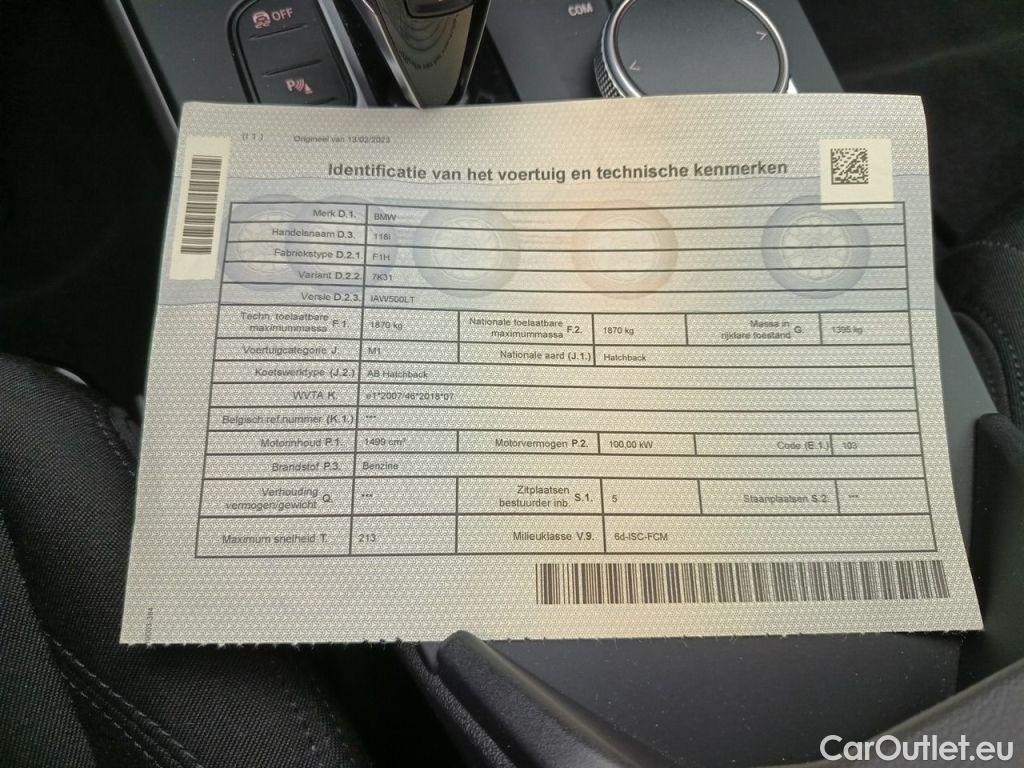 OFF
P
COM
(I 1.) Origineel van 13/02/2023
Identificatie van het voertuig en technische kenmerken
Merk D.1. BMW
Handelsnaam D.3. 118i
Fabriekstype D.2.1. F1H
Variant D.2.2. 7K31
Versie D.2.3. IAW500LT
Techn. toelaatbare maximummassa F.1. 1870 kg Nationale toelaatbare maximummassa F.2. 1870 kg Massa in rijklare toestand G. 1395 kg
Voertuigcategorie J. M1 Nationale aard (J.1.) Hatchback
Koetswerktype (J.2.) AB Hatchback
WVTA K. e1*2007/46*2018*07
Belgisch ref.nummer (K.1.) ***
Motorinhoud P.1. 1499 cm³ Motorvermogen P.2. 100,00 kW Code (E.1.) 103
Brandstof P.3. Benzine
Verhouding vermogen/gewicht Q. *** Zitplaatsen bestuurder inb. S.1. 5 Staanplaatsen S.2. ***
Maximum snelheid T. 213 Milieuklasse V.9. 6d-ISC-FCM
CarOutlet.eu